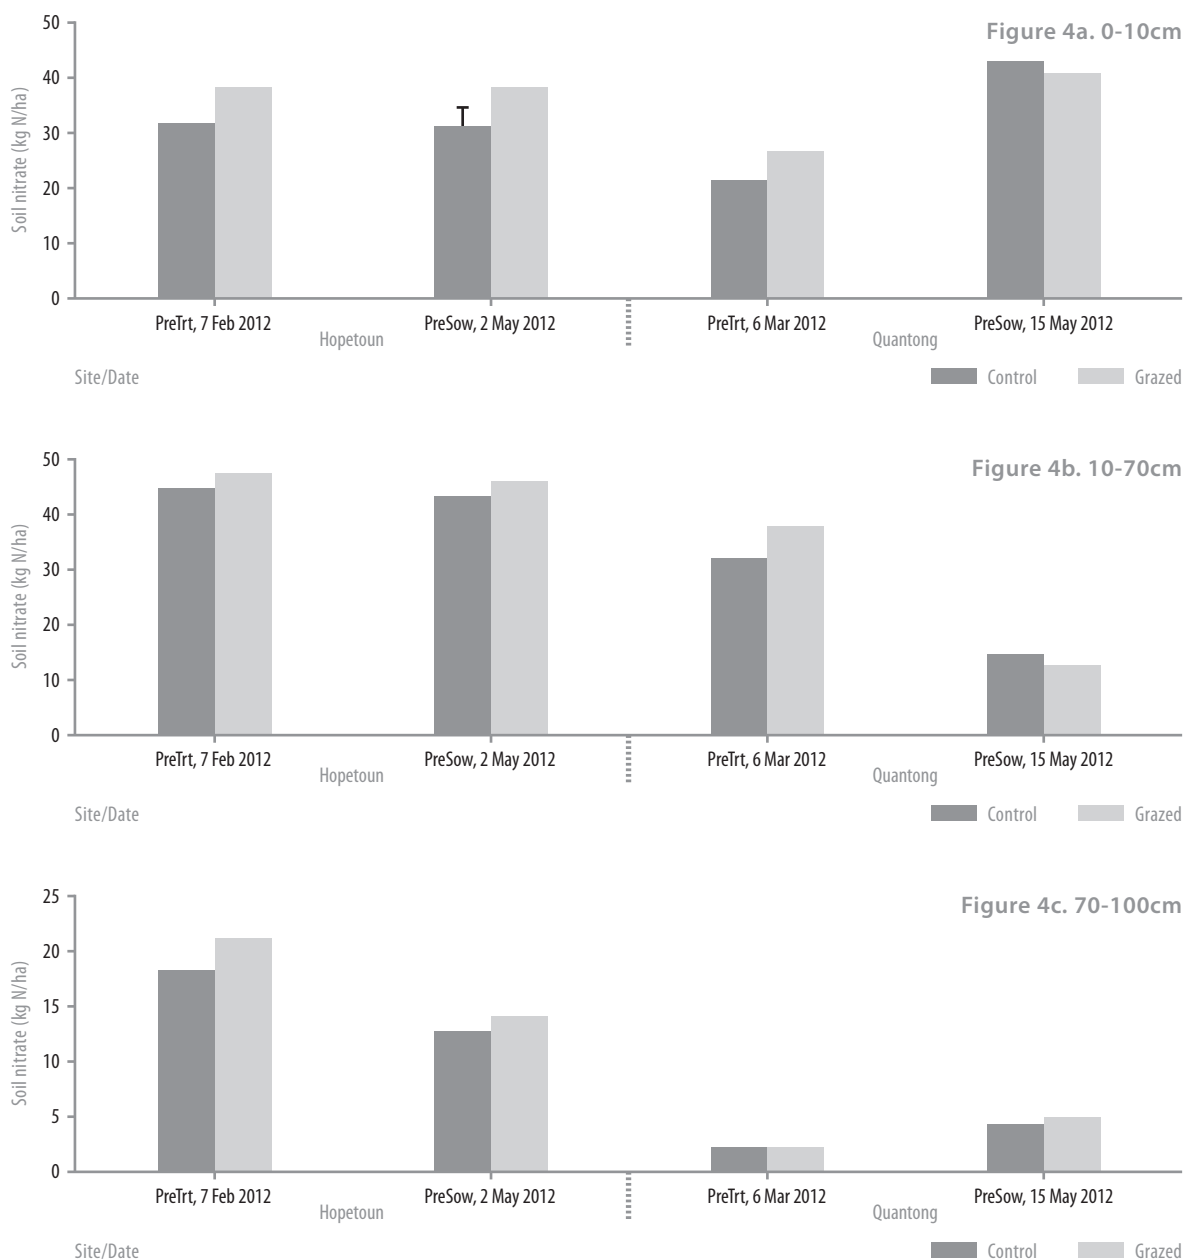 Figure 4a. 0-10cm
Soil nitrate (kg N/ha)
50
40
30
20
10
0
PreTrt, 7 Feb 2012
PreSow, 2 May 2012
PreTrt, 6 Mar 2012
PreSow, 15 May 2012
Hopetoun
Quantong
Site/Date
Control
Grazed
Figure 4b. 10-70cm
Soil nitrate (kg N/ha)
50
40
30
20
10
0
PreTrt, 7 Feb 2012
PreSow, 2 May 2012
PreTrt, 6 Mar 2012
PreSow, 15 May 2012
Hopetoun
Quantong
Site/Date
Control
Grazed
Figure 4c. 70-100cm
Soil nitrate (kg N/ha)
25
20
15
10
5
0
PreTrt, 7 Feb 2012
PreSow, 2 May 2012
PreTrt, 6 Mar 2012
PreSow, 15 May 2012
Hopetoun
Quantong
Site/Date
Control
Grazed